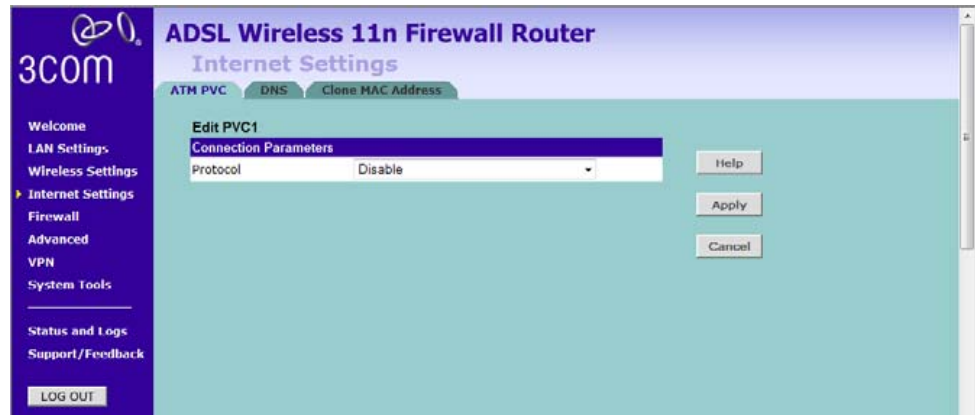 3COM
ADSL Wireless 11n Firewall Router
Internet Settings
ATM PVC DNS Clone MAC Address
Welcome
LAN Settings
Wireless Settings
Internet Settings
Firewall
Advanced
VPN
System Tools
Status and Logs
Support/Feedback
LOG OUT
Edit PVC1
Connection Parameters
Protocol Disable
Help
Apply
Cancel